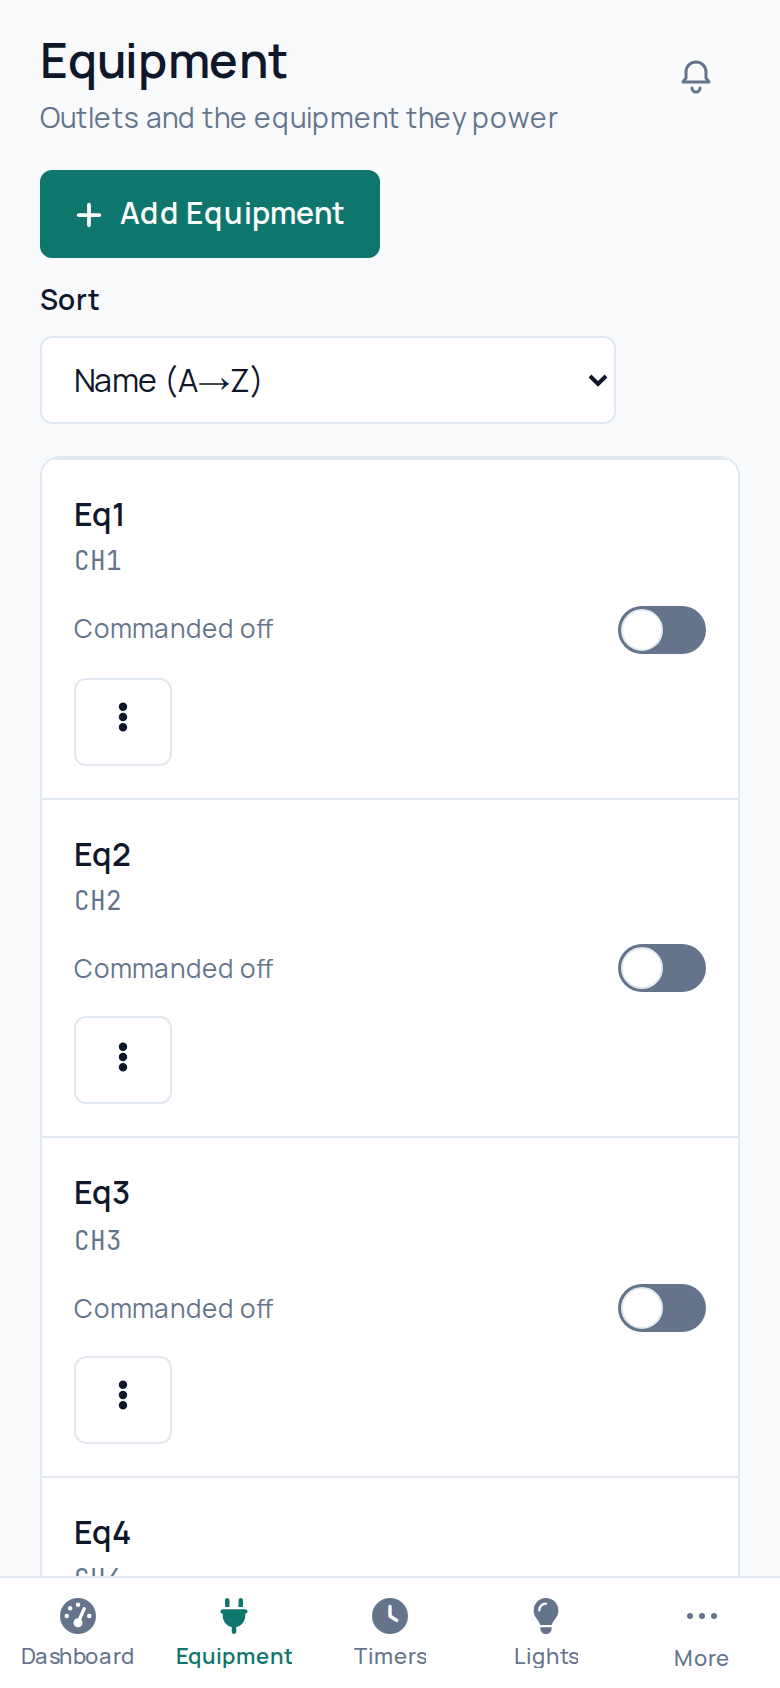 Equipment
Outlets and the equipment they power
+ Add Equipment
Sort
Name (A→Z)
Eq1
CH1
Commanded off
Eq2
CH2
Commanded off
Eq3
CH3
Commanded off
Eq4
Dashboard Equipment Timers Lights More